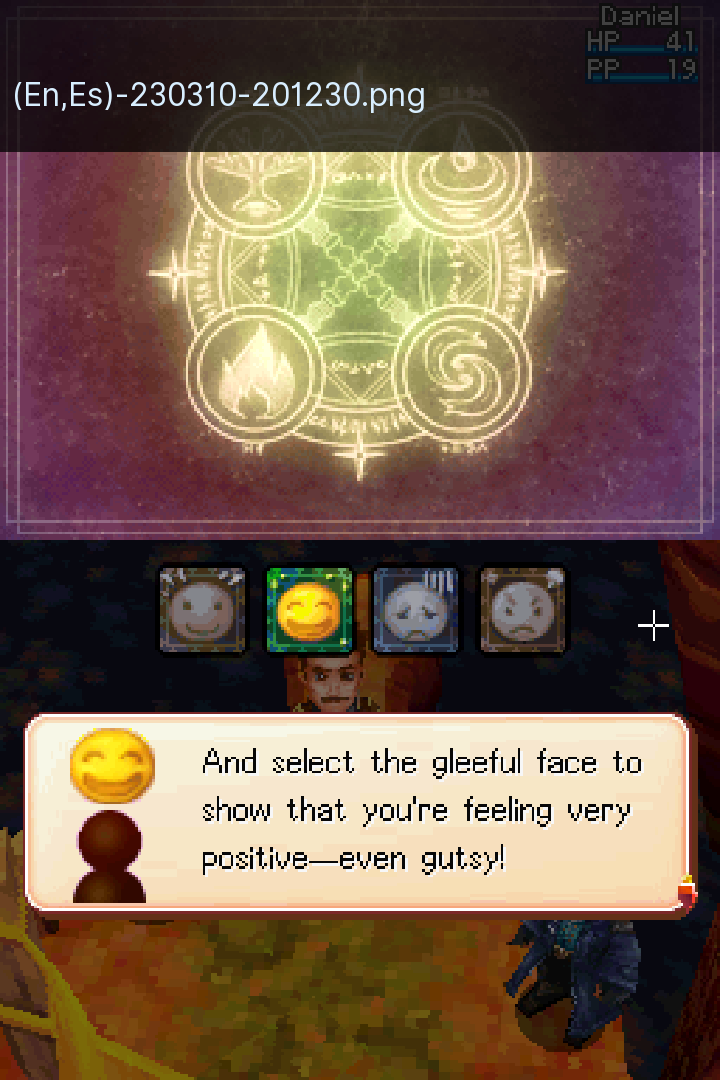 Daniel
HP 41
PP 19
(En,Es)-230310-201230.png
And select the gleeful face to
show that you're feeling very
positive—even gutsy!